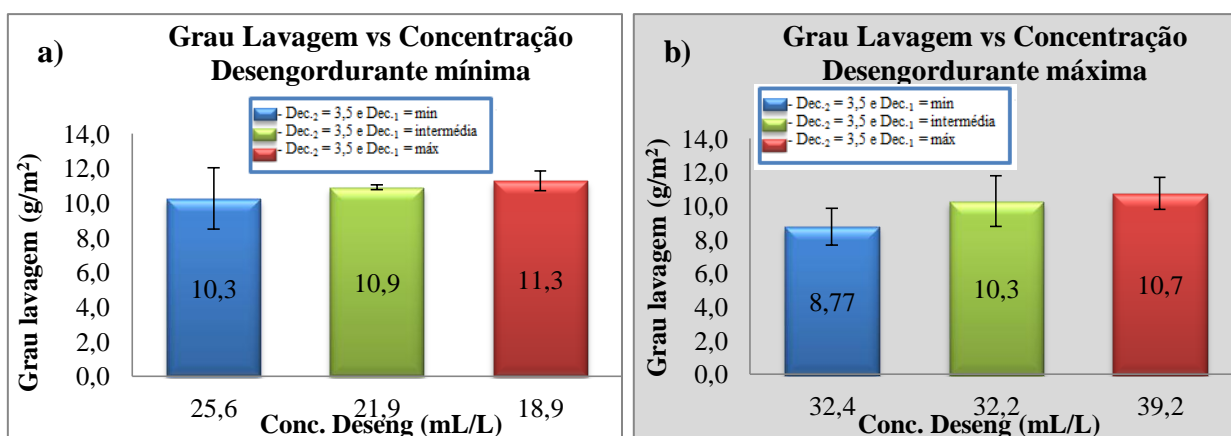 a)
Grau Lavagem vs Concentração
Desengordurante mínima
- Dec.₂ = 3,5 e Dec.₁ = min
- Dec.₂ = 3,5 e Dec.₁ = intermédia
- Dec.₂ = 3,5 e Dec.₁ = máx
Grau lavagem (g/m²)
14,0
12,0
10,0
8,0
6,0
4,0
2,0
0,0
10,3
10,9
11,3
25,6
21,9
18,9
Conc. Deseng (mL/L)
b)
Grau Lavagem vs Concentração
Desengordurante máxima
- Dec.₂ = 3,5 e Dec.₁ = min
- Dec.₂ = 3,5 e Dec.₁ = intermédia
- Dec.₂ = 3,5 e Dec.₁ = máx
Grau lavagem (g/m²)
14,0
12,0
10,0
8,0
6,0
4,0
2,0
0,0
8,77
10,3
10,7
32,4
32,2
39,2
Conc. Deseng (mL/L)